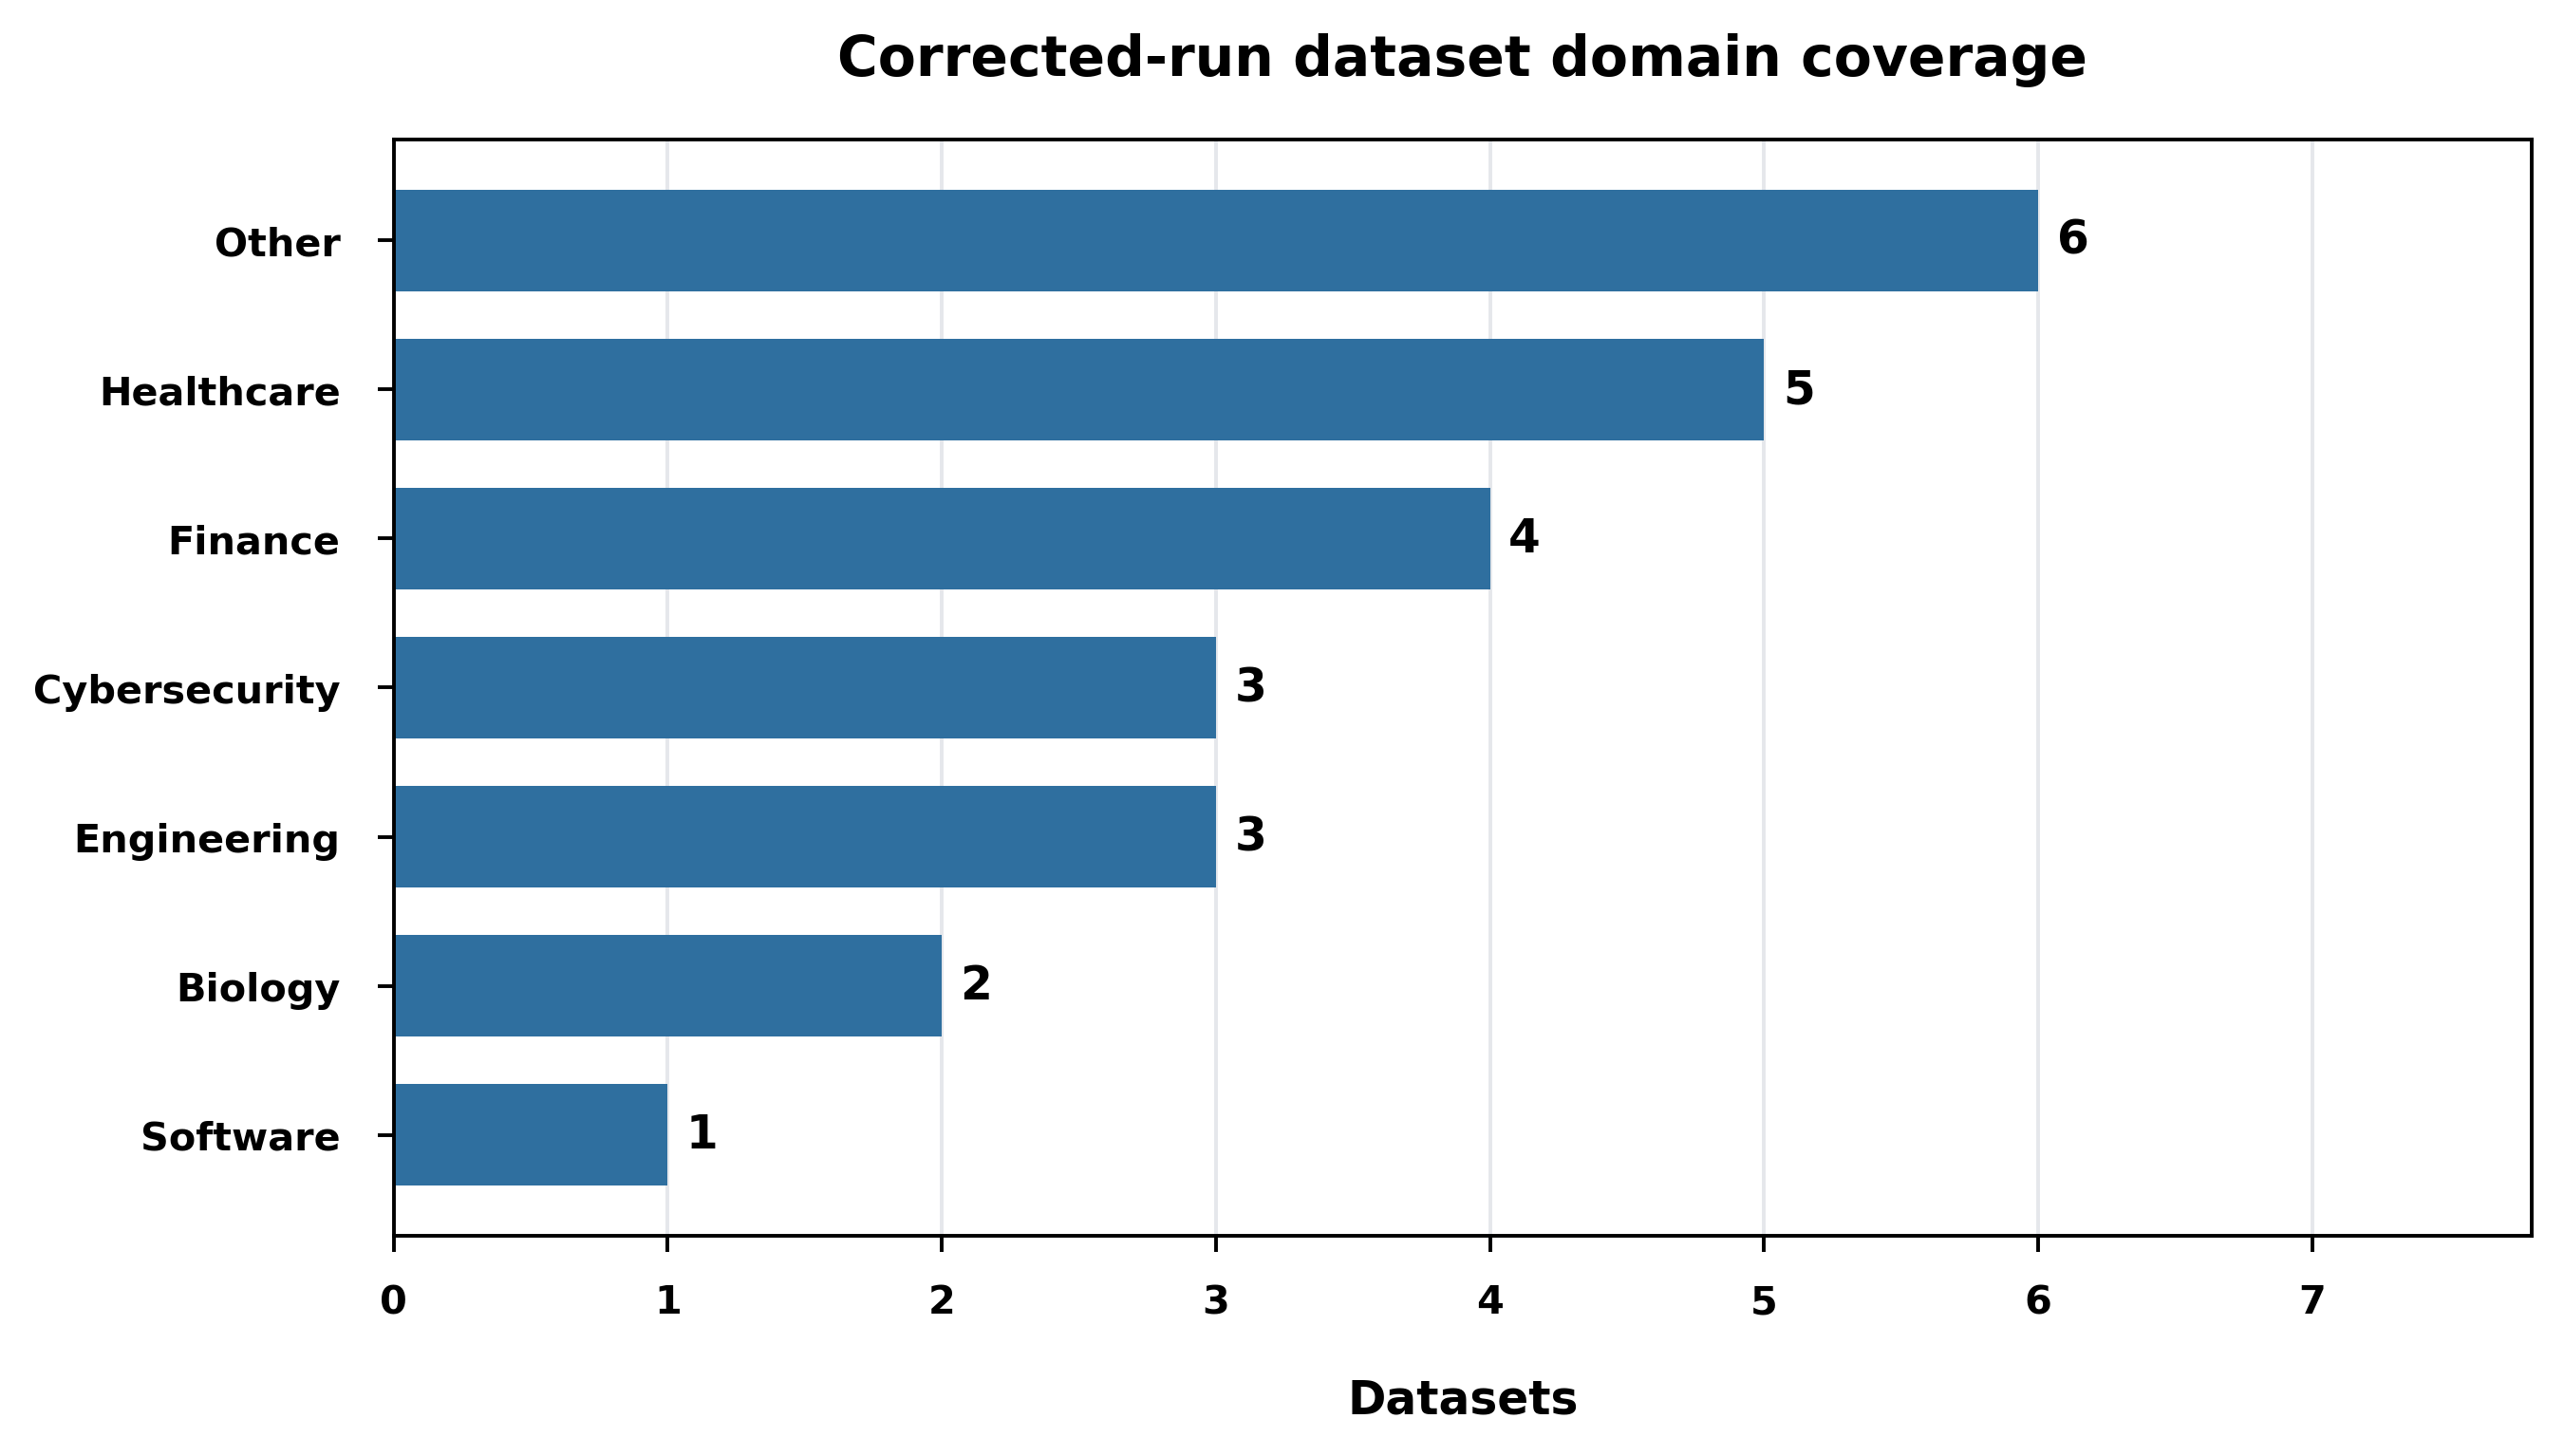 Corrected-run dataset domain coverage
Other 6
Healthcare 5
Finance 4
Cybersecurity 3
Engineering 3
Biology 2
Software 1
0 1 2 3 4 5 6 7
Datasets